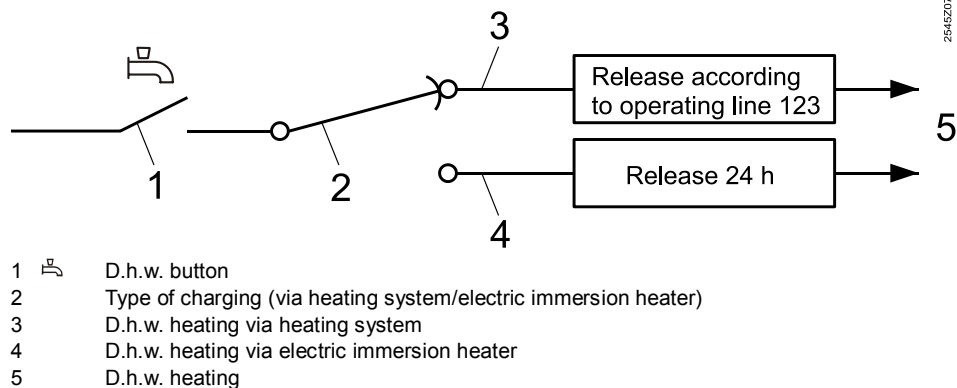 2545Z07
3
Release according
to operating line 123
5
1
2
Release 24 h
4
1 D.h.w. button
2 Type of charging (via heating system/electric immersion heater)
3 D.h.w. heating via heating system
4 D.h.w. heating via electric immersion heater
5 D.h.w. heating